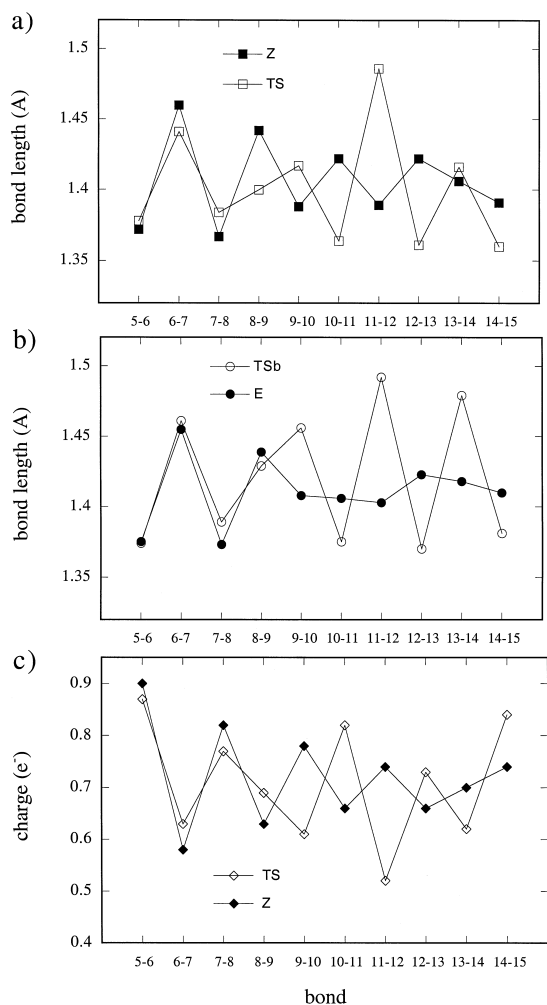 a)
1.5
1.45
1.4
1.35
bond length (A)
Z
TS
5-6 6-7 7-8 8-9 9-10 10-11 11-12 12-13 13-14 14-15
b)
1.5
1.45
1.4
1.35
bond length (A)
TSb
E
5-6 6-7 7-8 8-9 9-10 10-11 11-12 12-13 13-14 14-15
c)
0.9
0.8
0.7
0.6
0.5
0.4
charge (e-)
TS
Z
5-6 6-7 7-8 8-9 9-10 10-11 11-12 12-13 13-14 14-15
bond